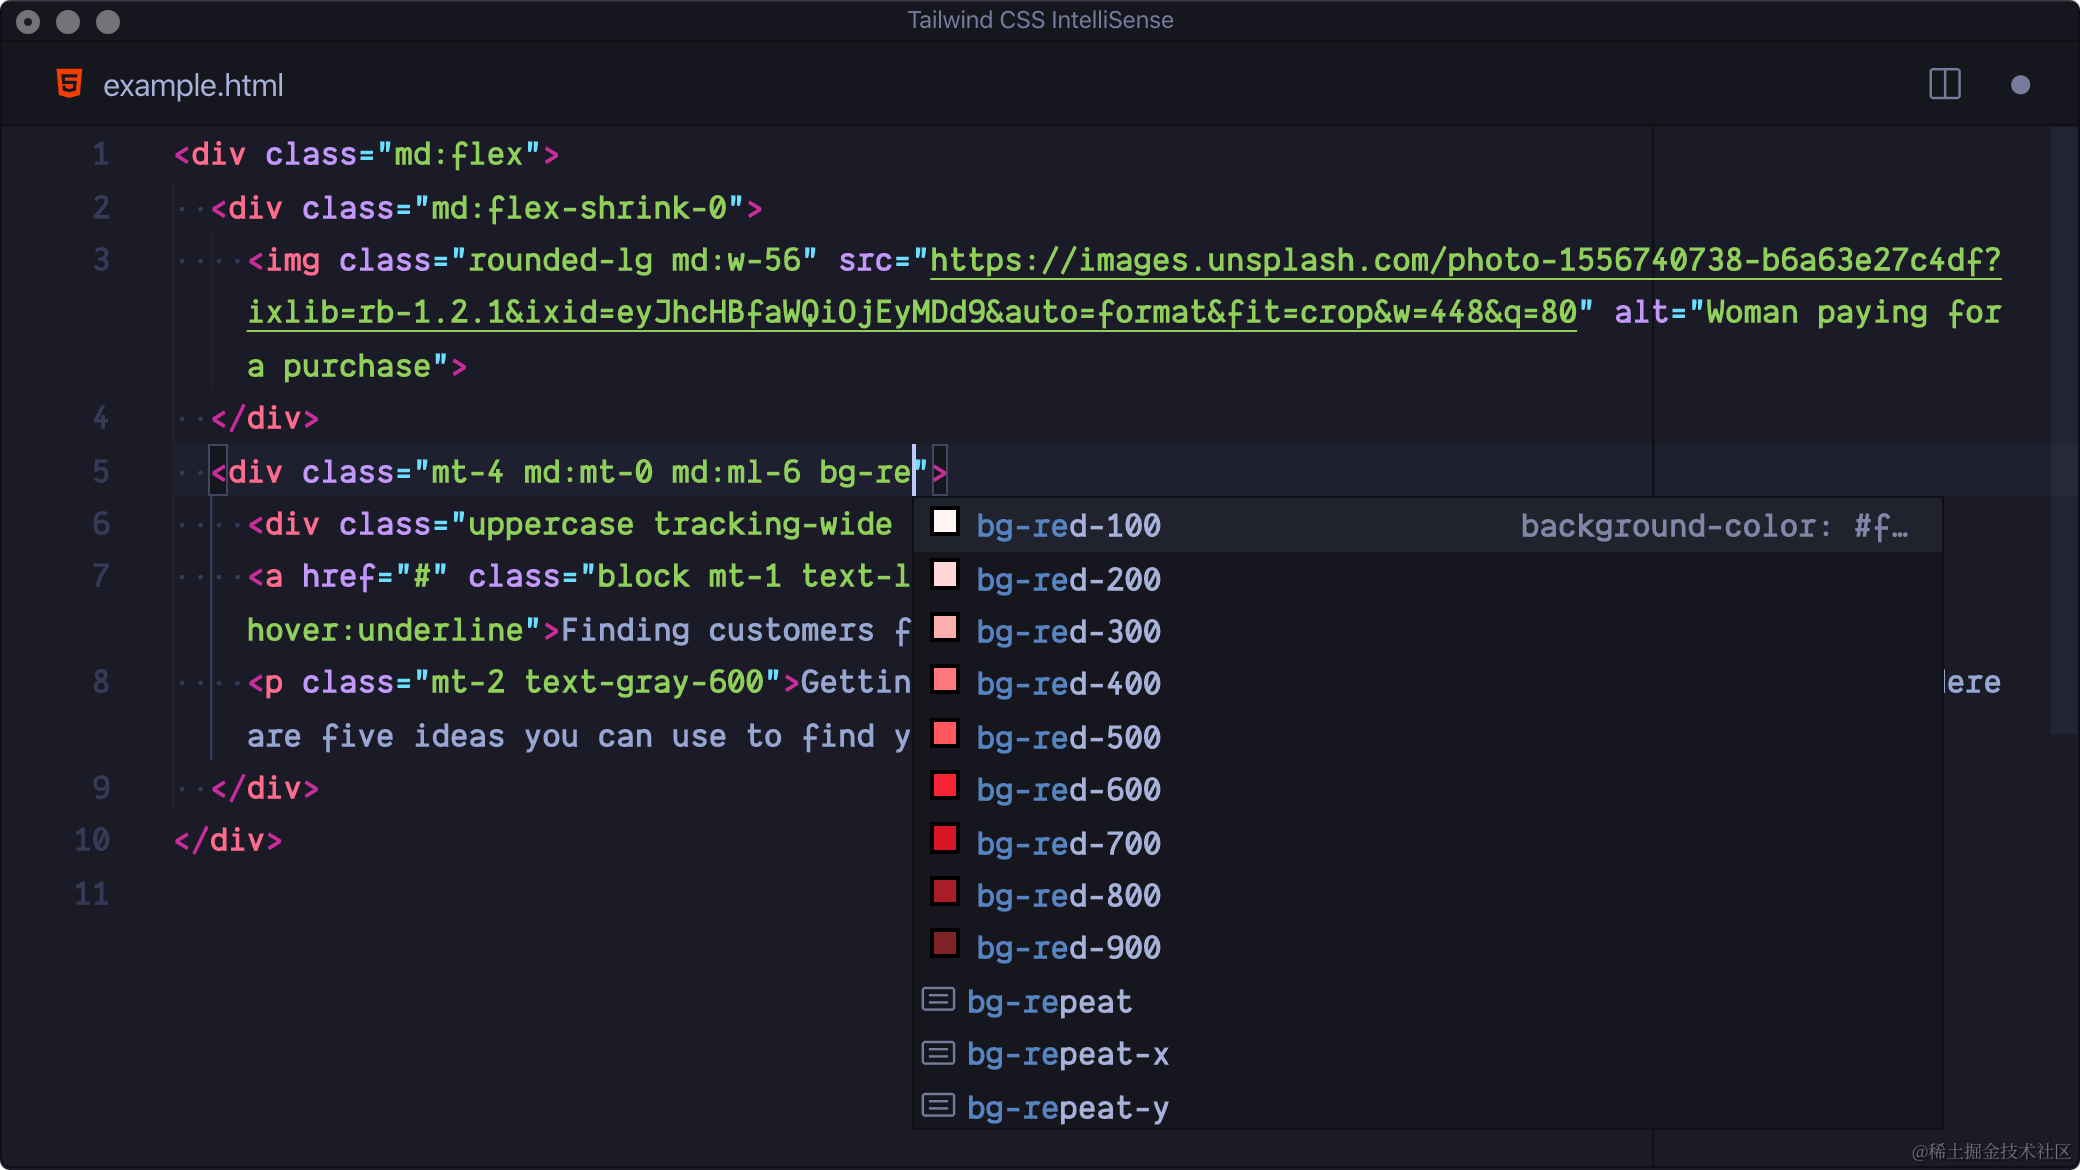 Tailwind CSS IntelliSense
example.html
1 <div class="md:flex">
2 <div class="md:flex-shrink-0">
3 <img class="rounded-lg md:w-56" src="https://images.unsplash.com/photo-1556740738-b6a63e27c4df?
ixlib=rb-1.2.1&ixid=eyJhcHBfaWQiOjEyMDd9&auto=format&fit=crop&w=448&q=80" alt="Woman paying for
a purchase">
4 </div>
5 <div class="mt-4 md:mt-0 md:ml-6 bg-re">
6 <div class="uppercase tracking-wide
7 <a href="#" class="block mt-1 text-l
hover:underline">Finding customers f
8 <p class="mt-2 text-gray-600">Gettin ere
are five ideas you can use to find y
9 </div>
10 </div>
11
bg-red-100 background-color: #f…
bg-red-200
bg-red-300
bg-red-400
bg-red-500
bg-red-600
bg-red-700
bg-red-800
bg-red-900
bg-repeat
bg-repeat-x
bg-repeat-y
@稀土掘金技术社区